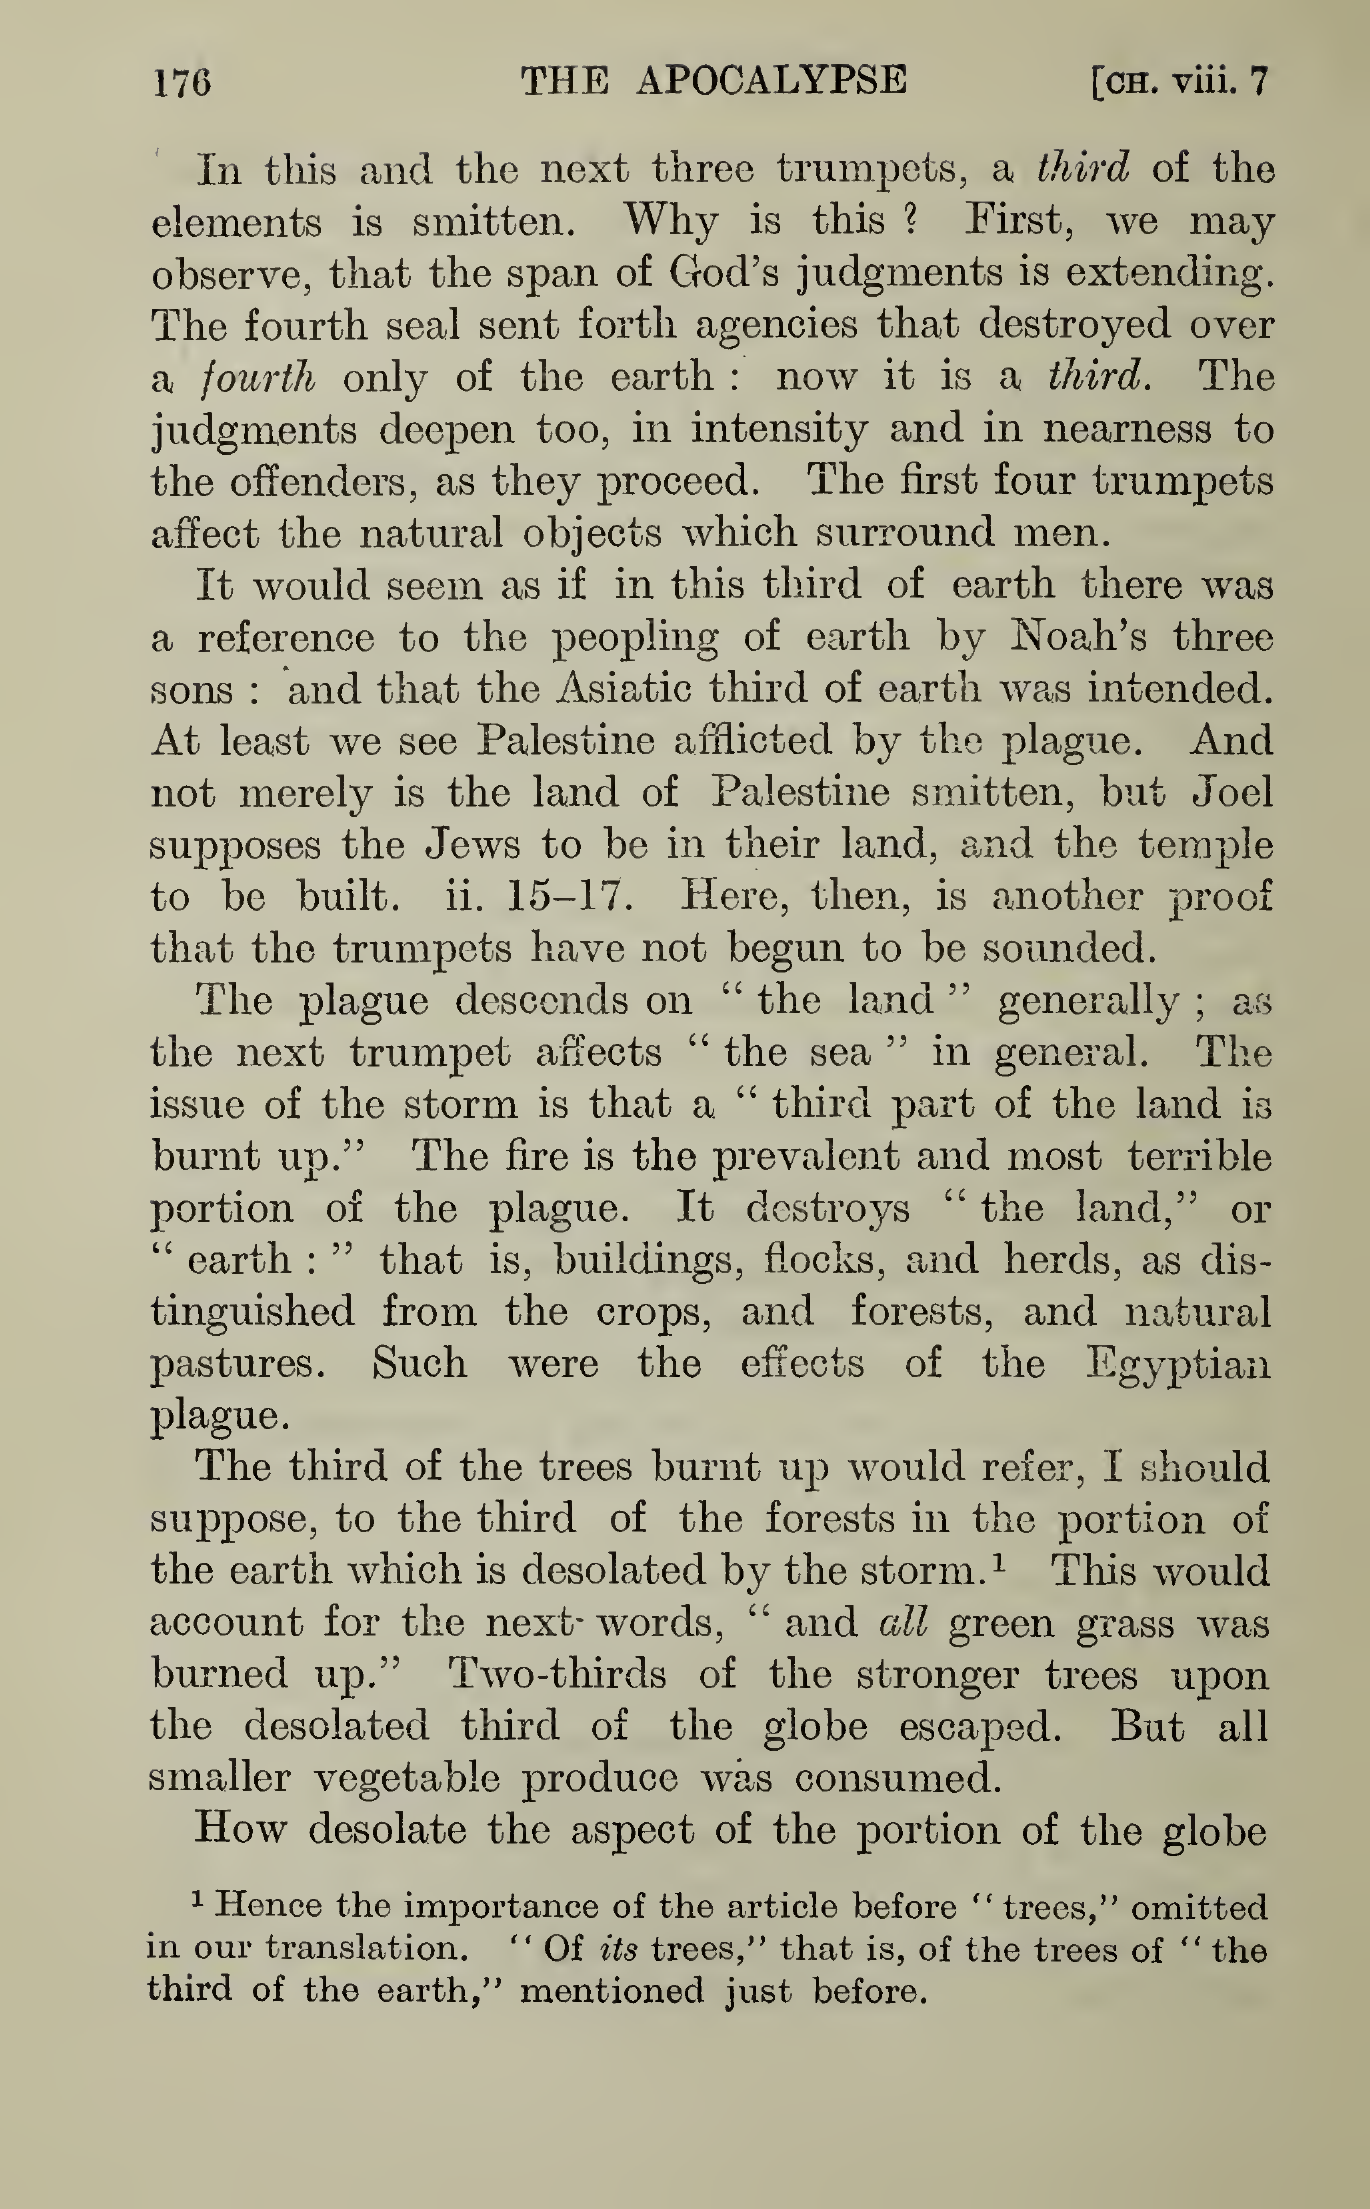 176 THE APOCALYPSE [CH. viii. 7
In this and the next three trumpets, a third of the
elements is smitten. Why is this ? First, we may
observe, that the span of God's judgments is extending.
The fourth seal sent forth agencies that destroyed over
a fourth only of the earth : now it is a third. The
judgments deepen too, in intensity and in nearness to
the offenders, as they proceed. The first four trumpets
affect the natural objects which surround men.
It would seem as if in this third of earth there was
a reference to the peopling of earth by Noah's three
sons : and that the Asiatic third of earth was intended.
At least we see Palestine afflicted by the plague. And
not merely is the land of Palestine smitten, but Joel
supposes the Jews to be in their land, and the temple
to be built. ii. 15–17. Here, then, is another proof
that the trumpets have not begun to be sounded.
The plague descends on “ the land ” generally ; as
the next trumpet affects “ the sea ” in general. The
issue of the storm is that a “ third part of the land is
burnt up.” The fire is the prevalent and most terrible
portion of the plague. It destroys “ the land,” or
“ earth : ” that is, buildings, flocks, and herds, as dis-
tinguished from the crops, and forests, and natural
pastures. Such were the effects of the Egyptian
plague.
The third of the trees burnt up would refer, I should
suppose, to the third of the forests in the portion of
the earth which is desolated by the storm.¹ This would
account for the next words, “ and all green grass was
burned up.” Two-thirds of the stronger trees upon
the desolated third of the globe escaped. But all
smaller vegetable produce was consumed.
How desolate the aspect of the portion of the globe
¹ Hence the importance of the article before “ trees,” omitted
in our translation. “ Of its trees,” that is, of the trees of “ the
third of the earth,” mentioned just before.